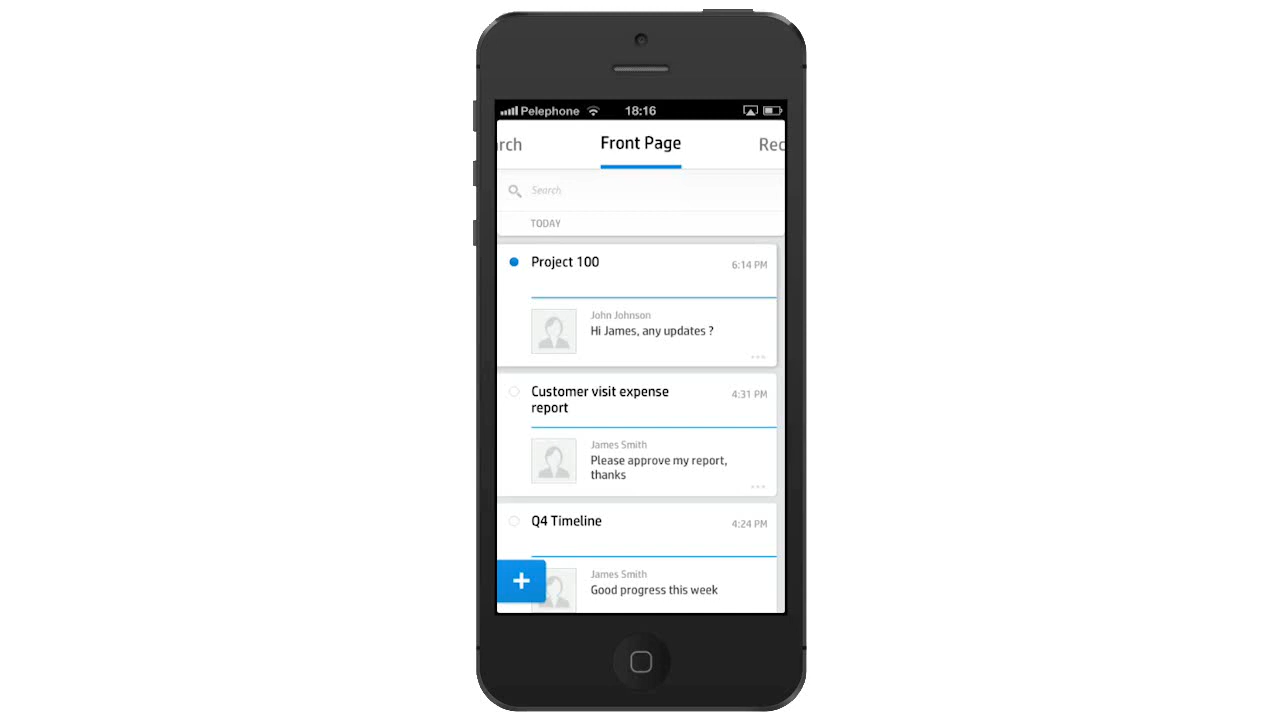 Pelephone 18:16
rch Front Page Rec
Search
TODAY
Project 100 6:14 PM
John Johnson
Hi James, any updates ?
Customer visit expense 4:31 PM
report
James Smith
Please approve my report,
thanks
Q4 Timeline 4:24 PM
+
James Smith
Good progress this week